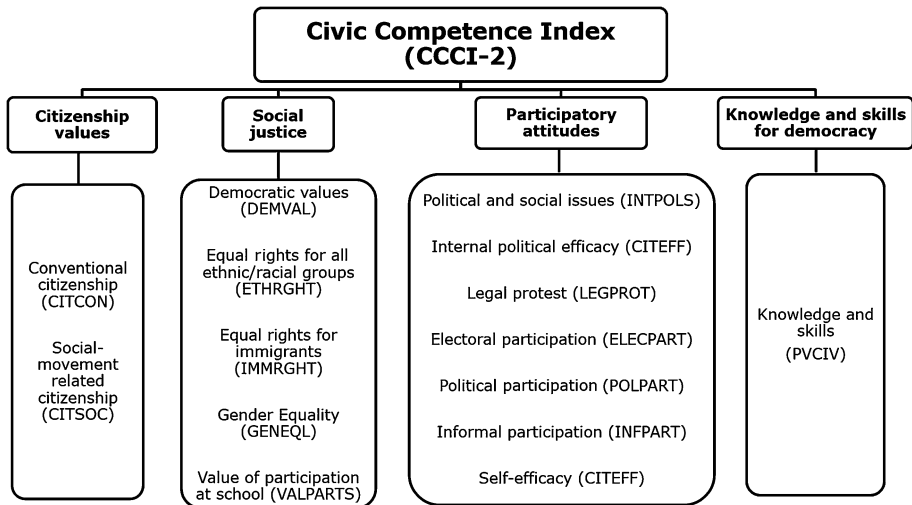 Civic Competence Index
(CCCI-2)
Citizenship
values
Social
justice
Participatory
attitudes
Knowledge and skills
for democracy
Conventional
citizenship
(CITCON)
Social-
movement
related
citizenship
(CITSOC)
Democratic values
(DEMVAL)
Equal rights for all
ethnic/racial groups
(ETHRGHT)
Equal rights for
immigrants
(IMMRGHT)
Gender Equality
(GENEQL)
Value of participation
at school (VALPARTS)
Political and social issues (INTPOLS)
Internal political efficacy (CITEFF)
Legal protest (LEGPROT)
Electoral participation (ELECPART)
Political participation (POLPART)
Informal participation (INFPART)
Self-efficacy (CITEFF)
Knowledge and
skills
(PVCIV)